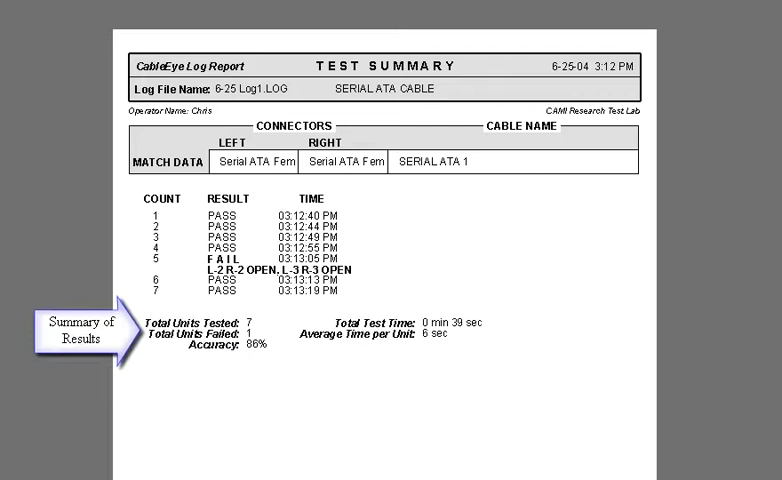 CableEye Log Report TEST SUMMARY 6-25-04 3:12 PM
Log File Name: 6-25 Log1.LOG SERIAL ATA CABLE
Operator Name: Chris CAMI Research Test Lab
CONNECTORS CABLE NAME
LEFT RIGHT
MATCH DATA Serial ATA Fem Serial ATA Fem SERIAL ATA 1
COUNT RESULT TIME
1 PASS 03:12:40 PM
2 PASS 03:12:44 PM
3 PASS 03:12:49 PM
4 PASS 03:12:55 PM
5 FAIL 03:13:05 PM
L-2 R-2 OPEN, L-3 R-3 OPEN
6 PASS 03:13:13 PM
7 PASS 03:13:19 PM
Summary of
Results
Total Units Tested: 7 Total Test Time: 0 min 39 sec
Total Units Failed: 1 Average Time per Unit: 6 sec
Accuracy: 86%